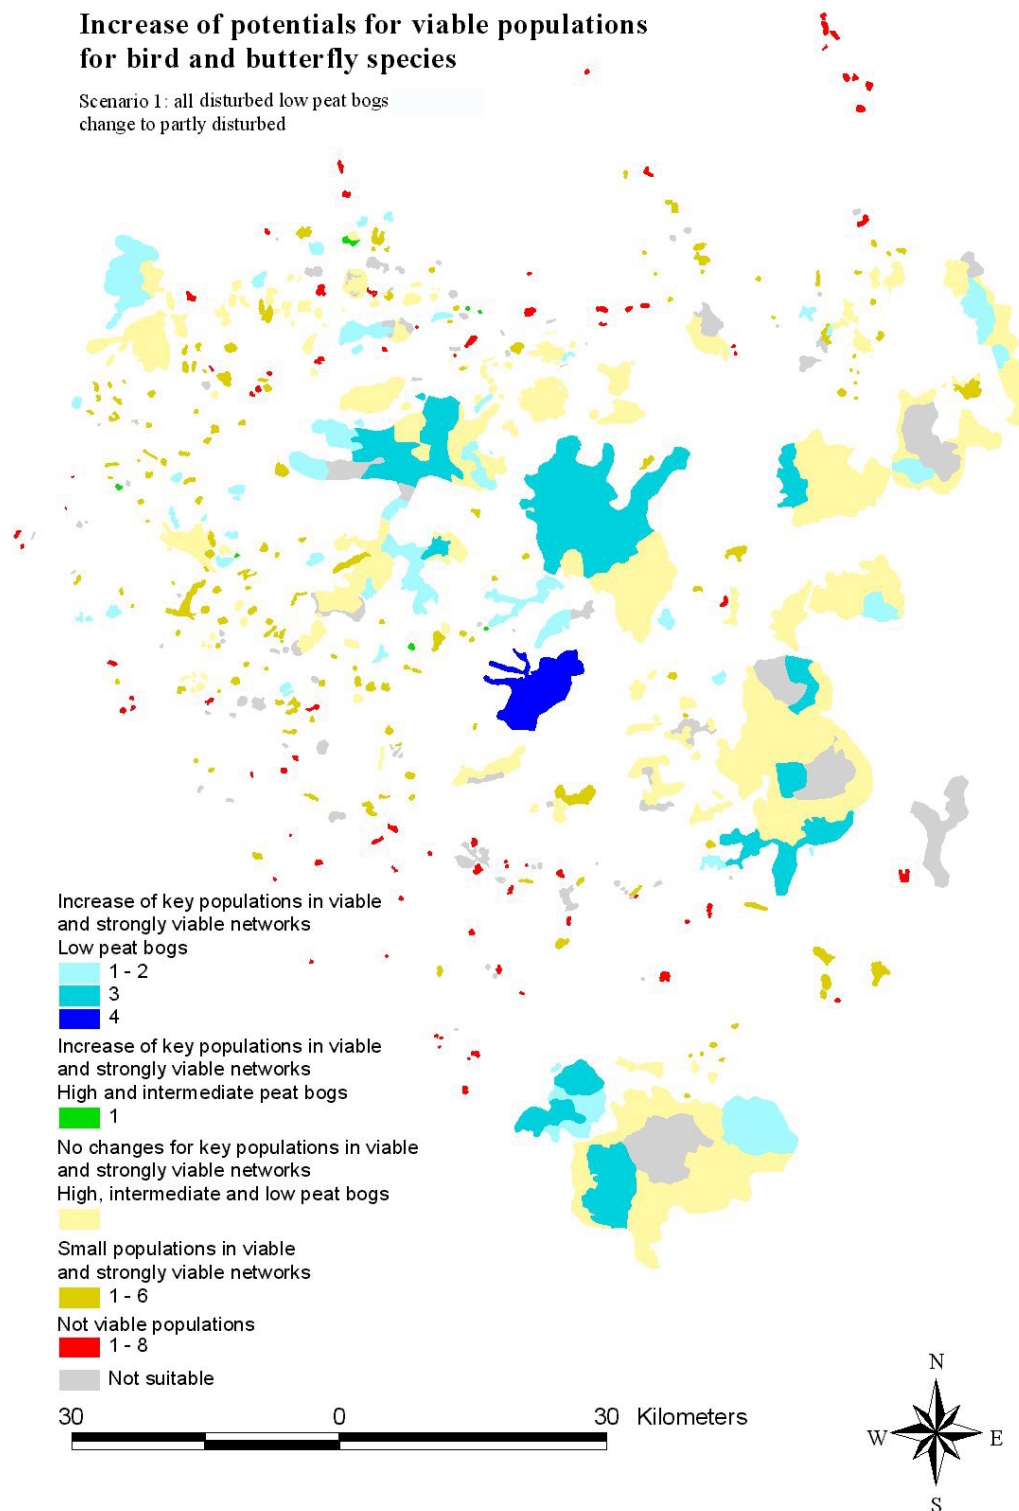 Increase of potentials for viable populations
for bird and butterfly species
Scenario 1: all disturbed low peat bogs
change to partly disturbed
Increase of key populations in viable
and strongly viable networks
Low peat bogs
1 - 2
3
4
Increase of key populations in viable
and strongly viable networks
High and intermediate peat bogs
1
No changes for key populations in viable
and strongly viable networks
High, intermediate and low peat bogs
Small populations in viable
and strongly viable networks
1 - 6
Not viable populations
1 - 8
Not suitable
30 0 30 Kilometers
N
W E
S